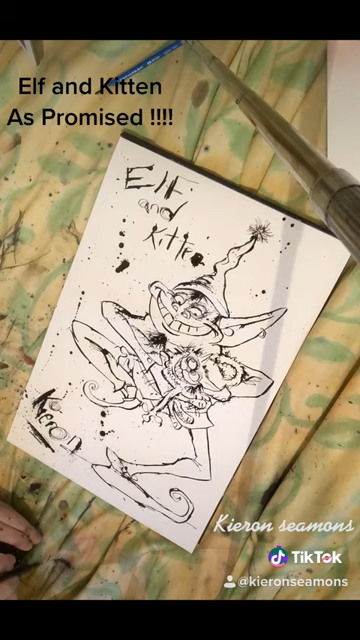 Elf and Kitten
As Promised !!!!
Elf
and
Kitten
Kieron
Kieron seamons
TikTok
@kieronseamons